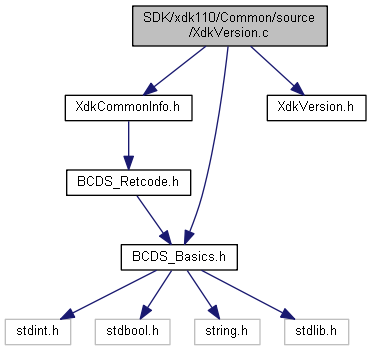 SDK/xdk110/Common/source
/XdkVersion.c
XdkCommonInfo.h
XdkVersion.h
BCDS_Retcode.h
BCDS_Basics.h
stdint.h
stdbool.h
string.h
stdlib.h